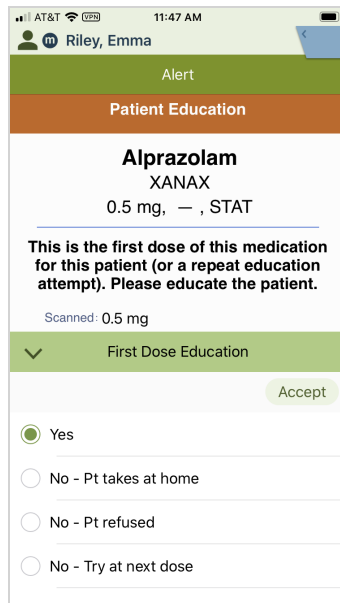 AT&T VPN 11:47 AM
m Riley, Emma
Alert
Patient Education
Alprazolam
XANAX
0.5 mg, — , STAT
This is the first dose of this medication
for this patient (or a repeat education
attempt). Please educate the patient.
Scanned: 0.5 mg
First Dose Education
Accept
Yes
No - Pt takes at home
No - Pt refused
No - Try at next dose